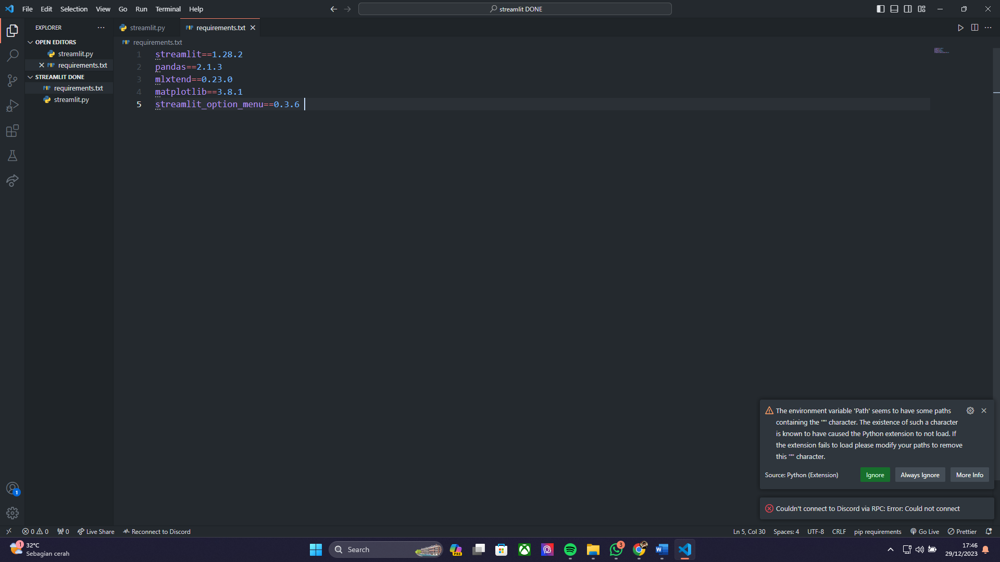 File Edit Selection View Go Run Terminal Help
streamlit DONE
EXPLORER
OPEN EDITORS
streamlit.py
requirements.txt
STREAMLIT DONE
requirements.txt
streamlit.py
streamlit.py
requirements.txt
requirements.txt
1 streamlit==1.28.2
2 pandas==2.1.3
3 mlxtend==0.23.0
4 matplotlib==3.8.1
5 streamlit_option_menu==0.3.6
The environment variable 'Path' seems to have some paths
containing the '"' character. The existence of such a character
is known to have caused the Python extension to not load. If
the extension fails to load please modify your paths to remove
this '"' character.
Source: Python (Extension)
Ignore
Always Ignore
More Info
Couldn't connect to Discord via RPC: Error: Could not connect
1
0 0 0 Live Share Reconnect to Discord
Ln 5, Col 30 Spaces: 4 UTF-8 CRLF pip requirements Go Live Prettier
1
32°C
Sebagian cerah
Search
PRE
3
17:46
29/12/2023